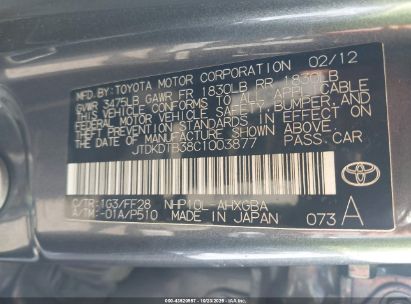 MFD.BY:TOYOTA MOTOR CORPORATION 02/12
GVWR 3475LB GAWR FR 1830LB RR 1830LB
THIS VEHICLE CONFORMS TO ALL APPLICABLE
FEDERAL MOTOR VEHICLE SAFETY, BUMPER, AND
THEFT PREVENTION STANDARDS IN EFFECT ON
THE DATE OF MANUFACTURE SHOWN ABOVE.
JTDKDTB38C1003877 PASS.CAR
TOYOTA
C/TR:1G3/FF28 NHP10L-AHXGBA
A/TM:-01A/P510 MADE IN JAPAN 073 A